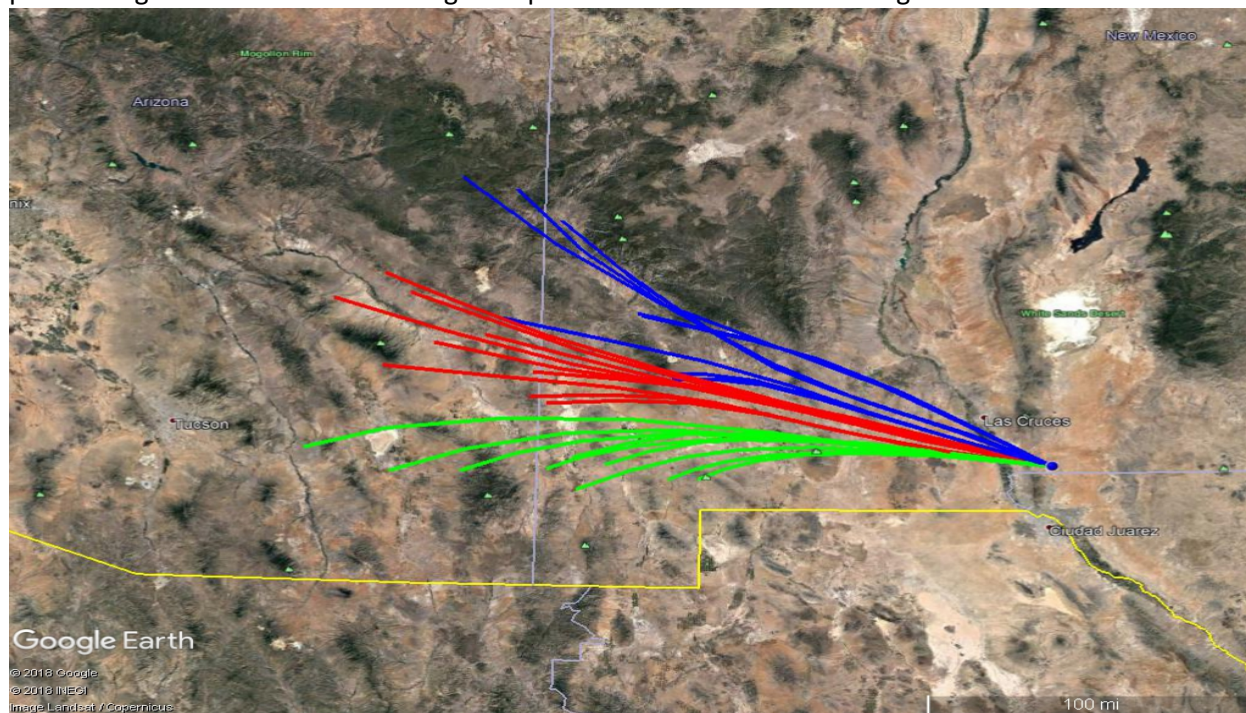 New Mexico
Mogollon Rim
Arizona
nix
White Sands Desert
Tucson
Las Cruces
Ciudad Juarez
Google Earth
© 2018 Google
© 2018 INEGI
Image Landsat / Copernicus
100 mi